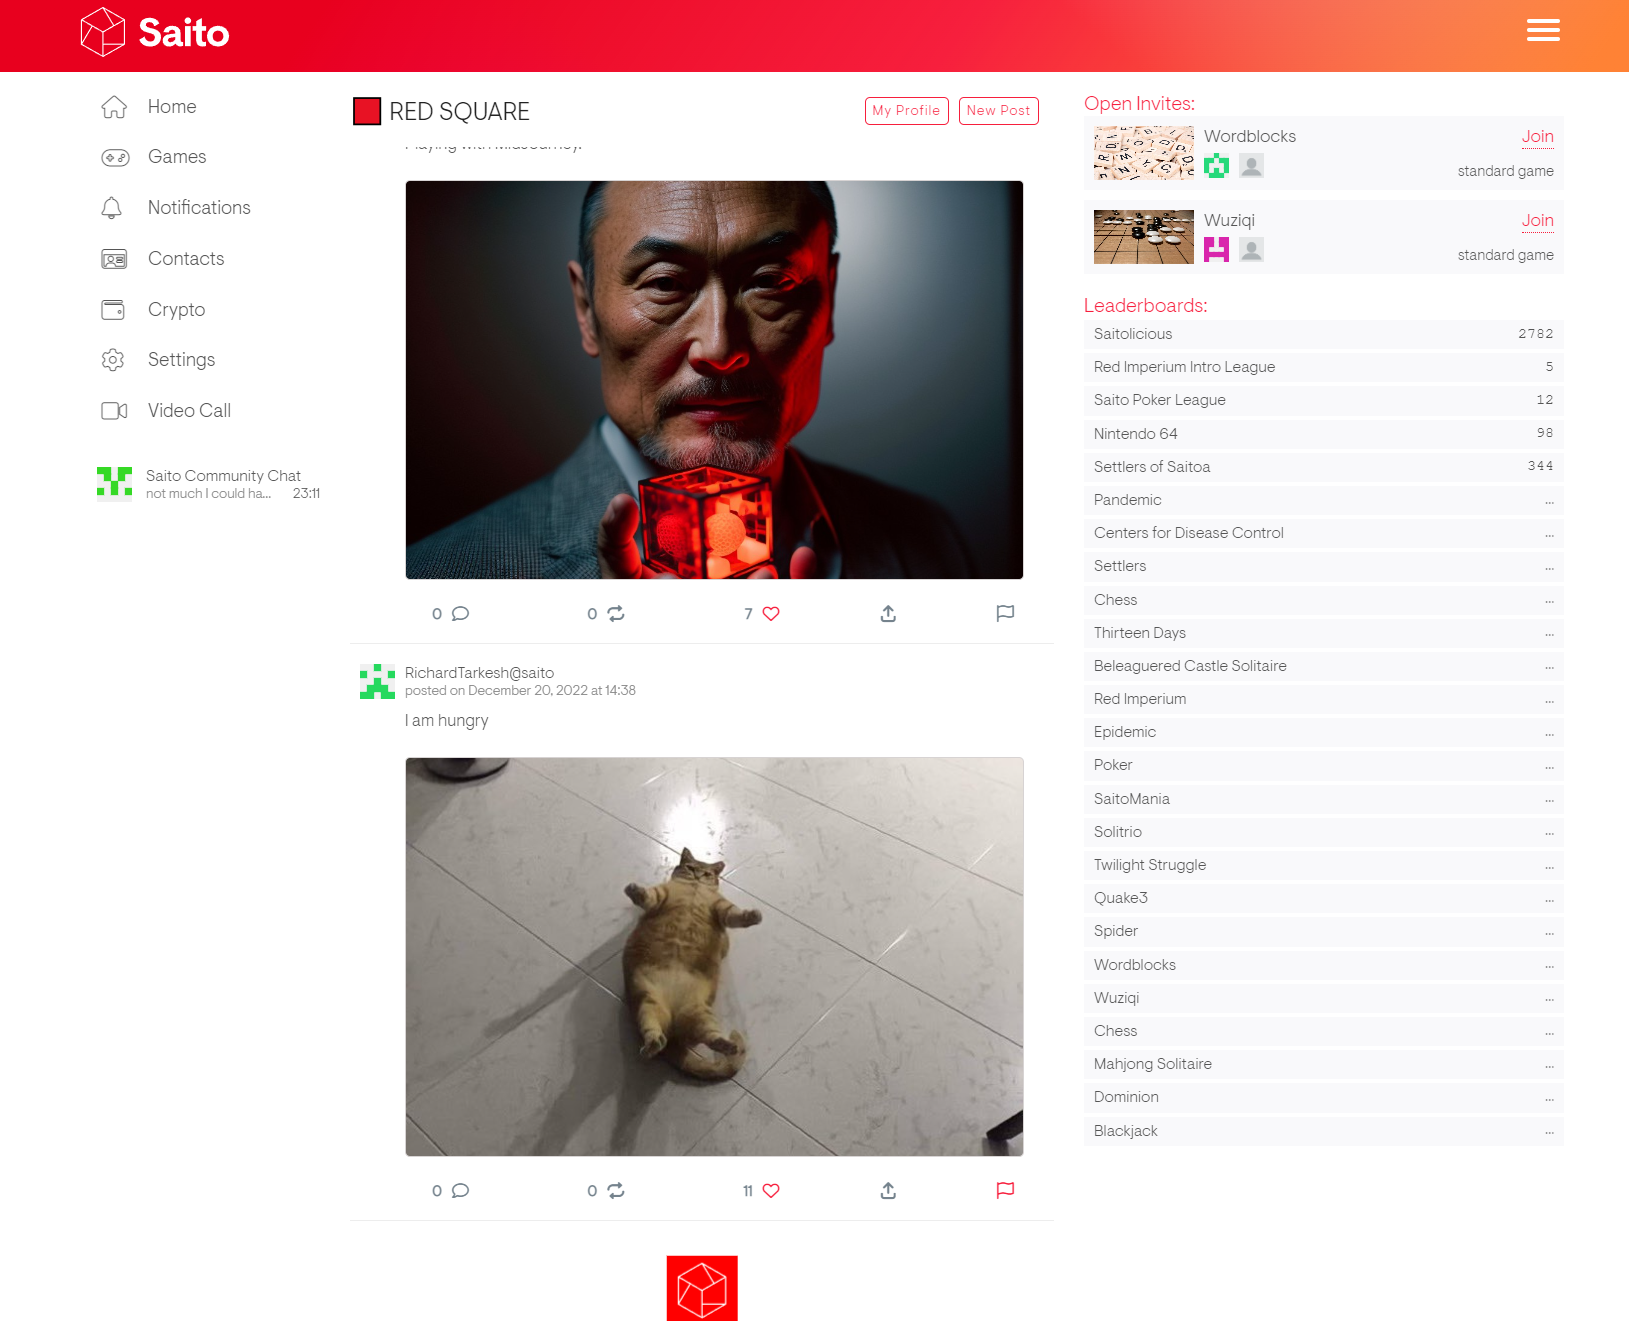 Saito
Home
Games
Notifications
Contacts
Crypto
Settings
Video Call
Saito Community Chat
not much I could ha... 23:11
RED SQUARE
My Profile
New Post
Playing with Midjourney.
0
0
7
RichardTarkesh@saito
posted on December 20, 2022 at 14:38
I am hungry
0
0
11
Open Invites:
Wordblocks
Join
standard game
Wuziqi
Join
standard game
Leaderboards:
Saitolicious 2782
Red Imperium Intro League 5
Saito Poker League 12
Nintendo 64 98
Settlers of Saitoa 344
Pandemic ...
Centers for Disease Control ...
Settlers ...
Chess ...
Thirteen Days ...
Beleaguered Castle Solitaire ...
Red Imperium ...
Epidemic ...
Poker ...
SaitoMania ...
Solitrio ...
Twilight Struggle ...
Quake3 ...
Spider ...
Wordblocks ...
Wuziqi ...
Chess ...
Mahjong Solitaire ...
Dominion ...
Blackjack ...